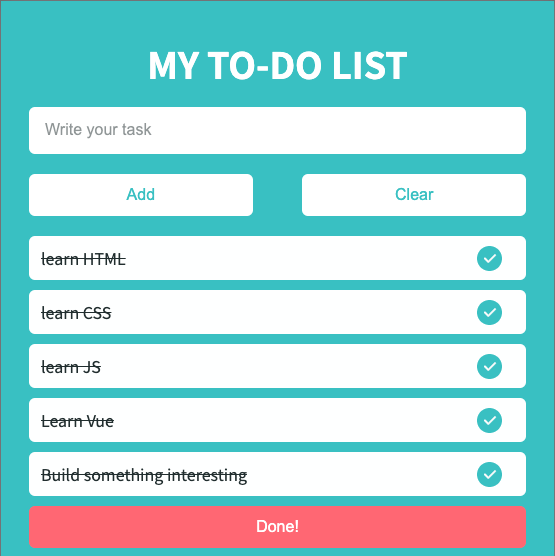 MY TO-DO LIST
Write your task
Add
Clear
learn HTML
learn CSS
learn JS
Learn Vue
Build something interesting
Done!